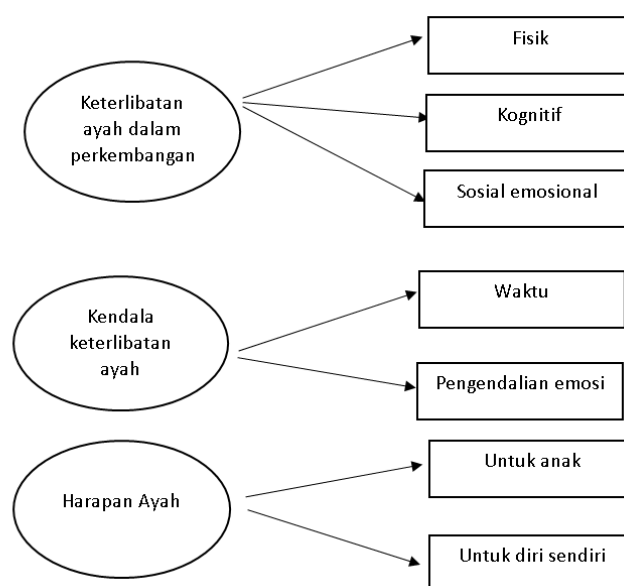 Keterlibatan
ayah dalam
perkembangan
Fisik
Kognitif
Sosial emosional
Kendala
keterlibatan
ayah
Waktu
Pengendalian emosi
Harapan Ayah
Untuk anak
Untuk diri sendiri